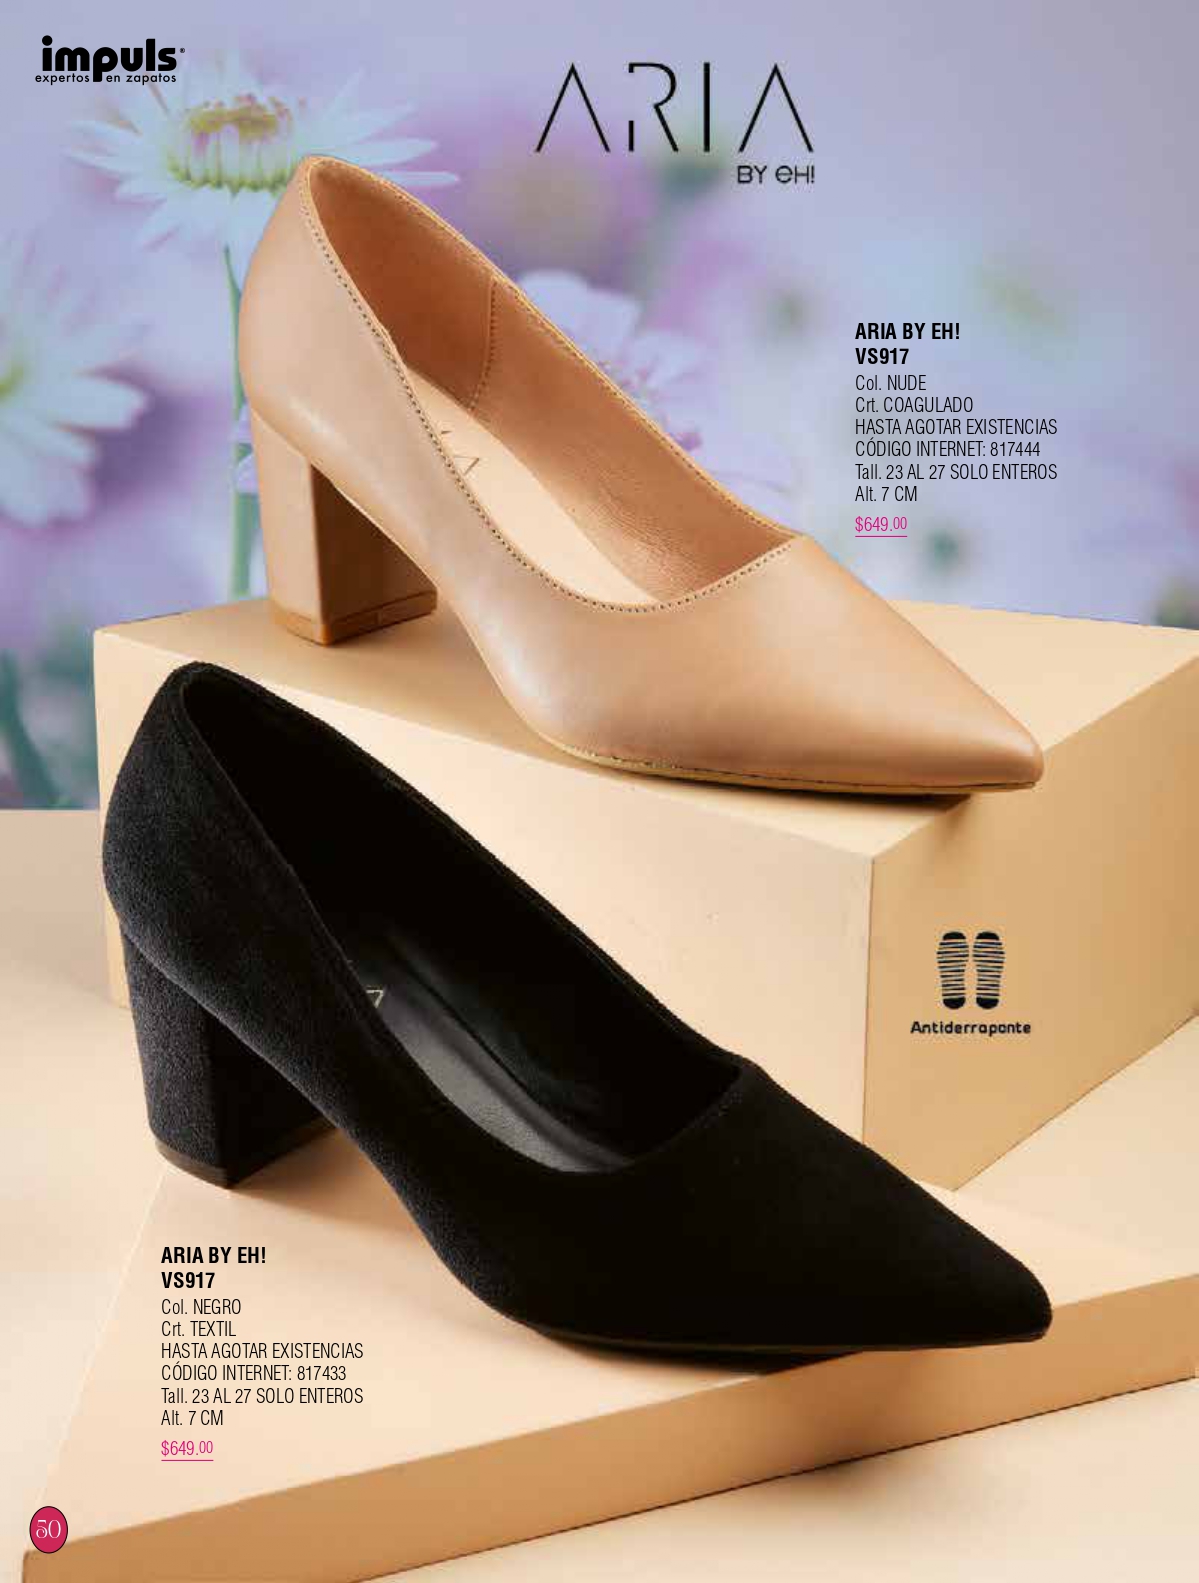 impuls®
expertos en zapatos
ARIA
BY eH!
ARIA BY EH!
VS917
Col. NUDE
Crt. COAGULADO
HASTA AGOTAR EXISTENCIAS
CÓDIGO INTERNET: 817444
Tall. 23 AL 27 SOLO ENTEROS
Alt. 7 CM
$649.00
Antiderrapante
ARIA BY EH!
VS917
Col. NEGRO
Crt. TEXTIL
HASTA AGOTAR EXISTENCIAS
CÓDIGO INTERNET: 817433
Tall. 23 AL 27 SOLO ENTEROS
Alt. 7 CM
$649.00
50